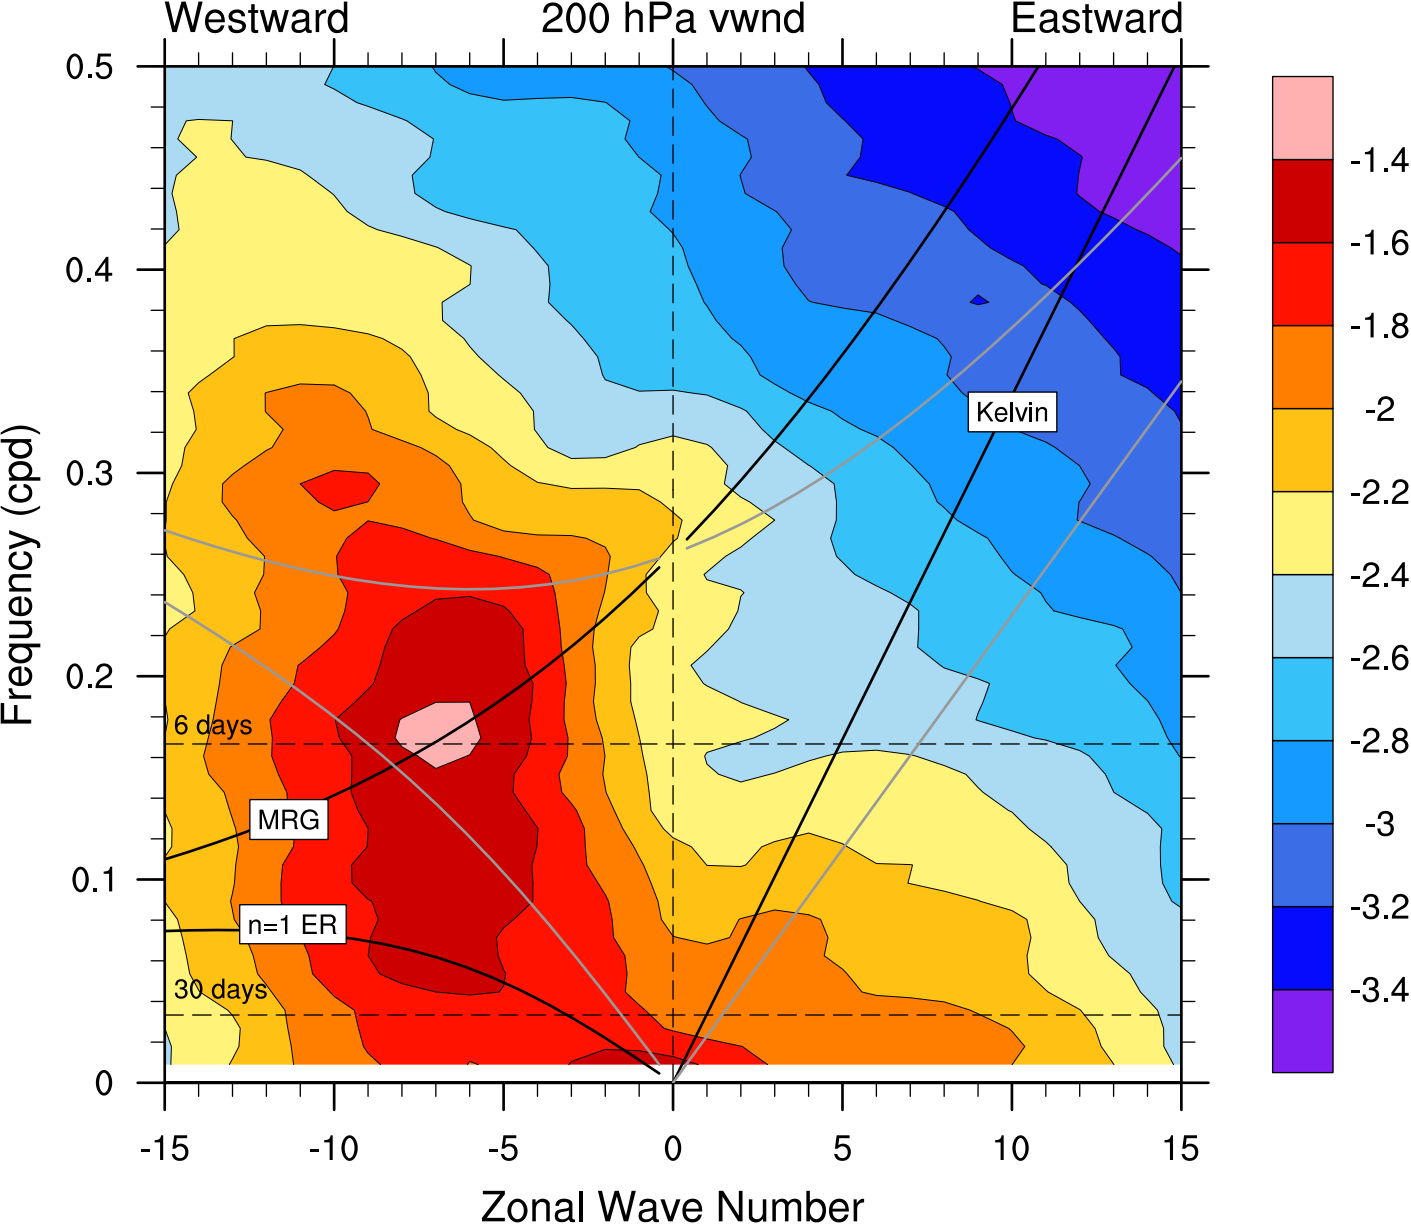 Westward 200 hPa vwnd Eastward
0.5
0.4
0.3
0.2
0.1
0
Frequency (cpd)
Kelvin
6 days
MRG
n=1 ER
30 days
-15 -10 -5 0 5 10 15
Zonal Wave Number
-1.4
-1.6
-1.8
-2
-2.2
-2.4
-2.6
-2.8
-3
-3.2
-3.4